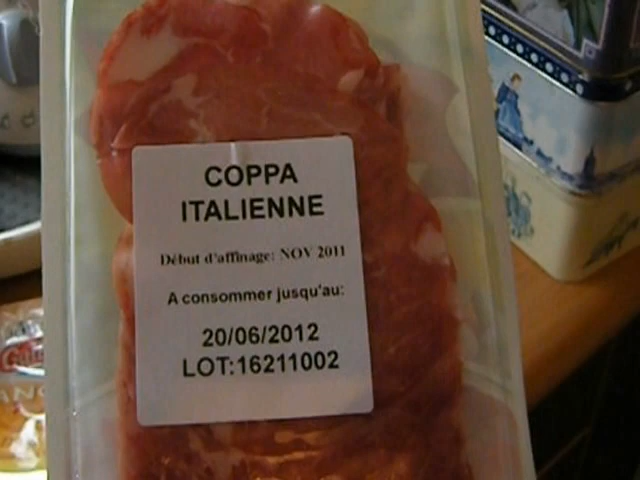 COPPA
ITALIENNE
Début d'affinage: NOV 2011
A consommer jusqu'au:
20/06/2012
LOT:16211002